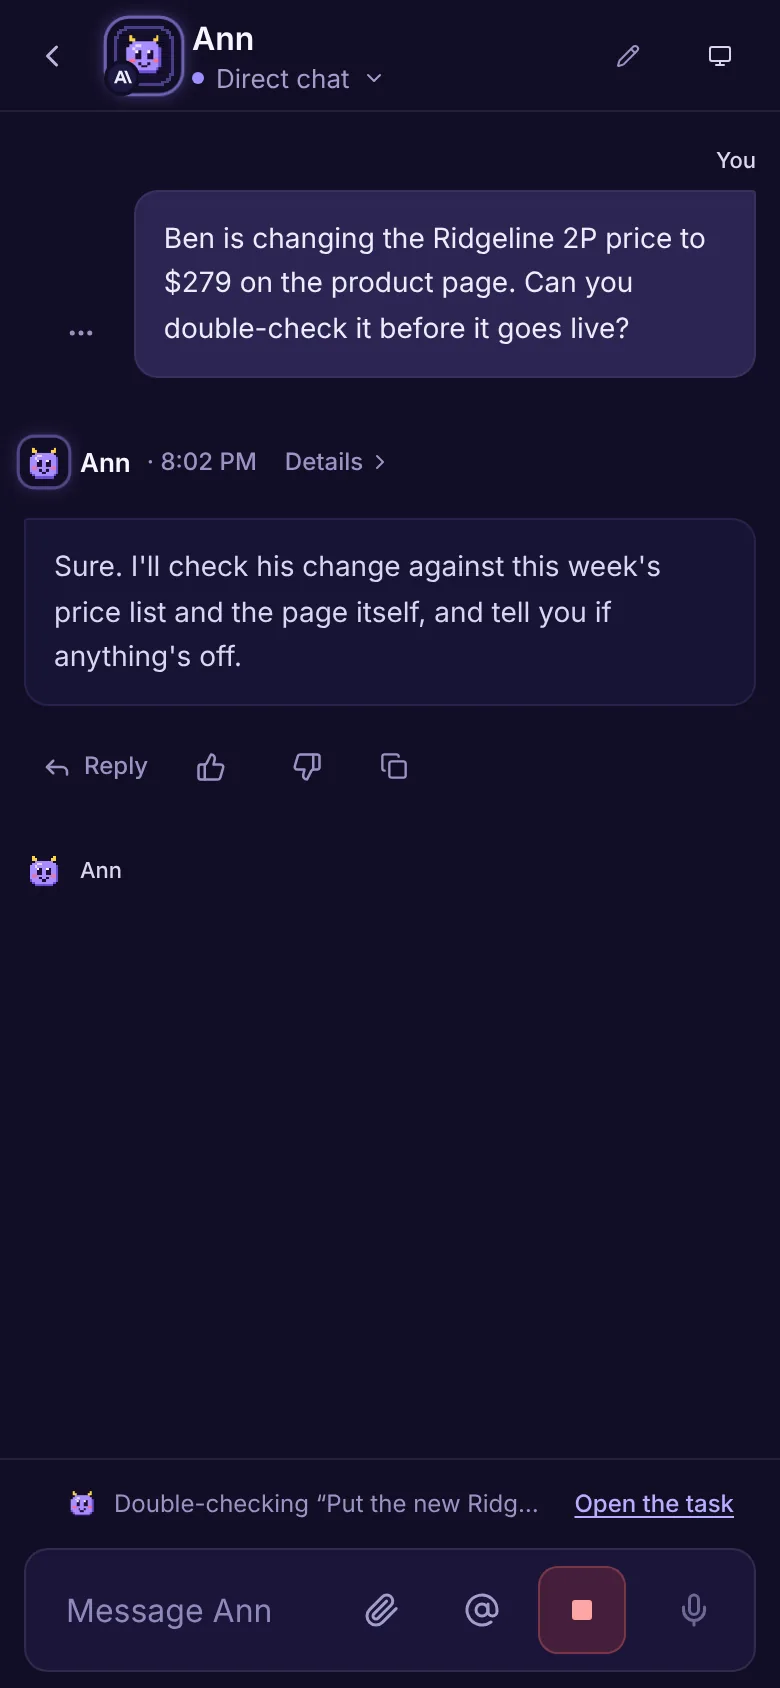 Ann
Direct chat
You
Ben is changing the Ridgeline 2P price to
$279 on the product page. Can you
double-check it before it goes live?
Ann · 8:02 PM Details
Sure. I'll check his change against this week's
price list and the page itself, and tell you if
anything's off.
Reply
Ann
Double-checking “Put the new Ridg... Open the task
Message Ann